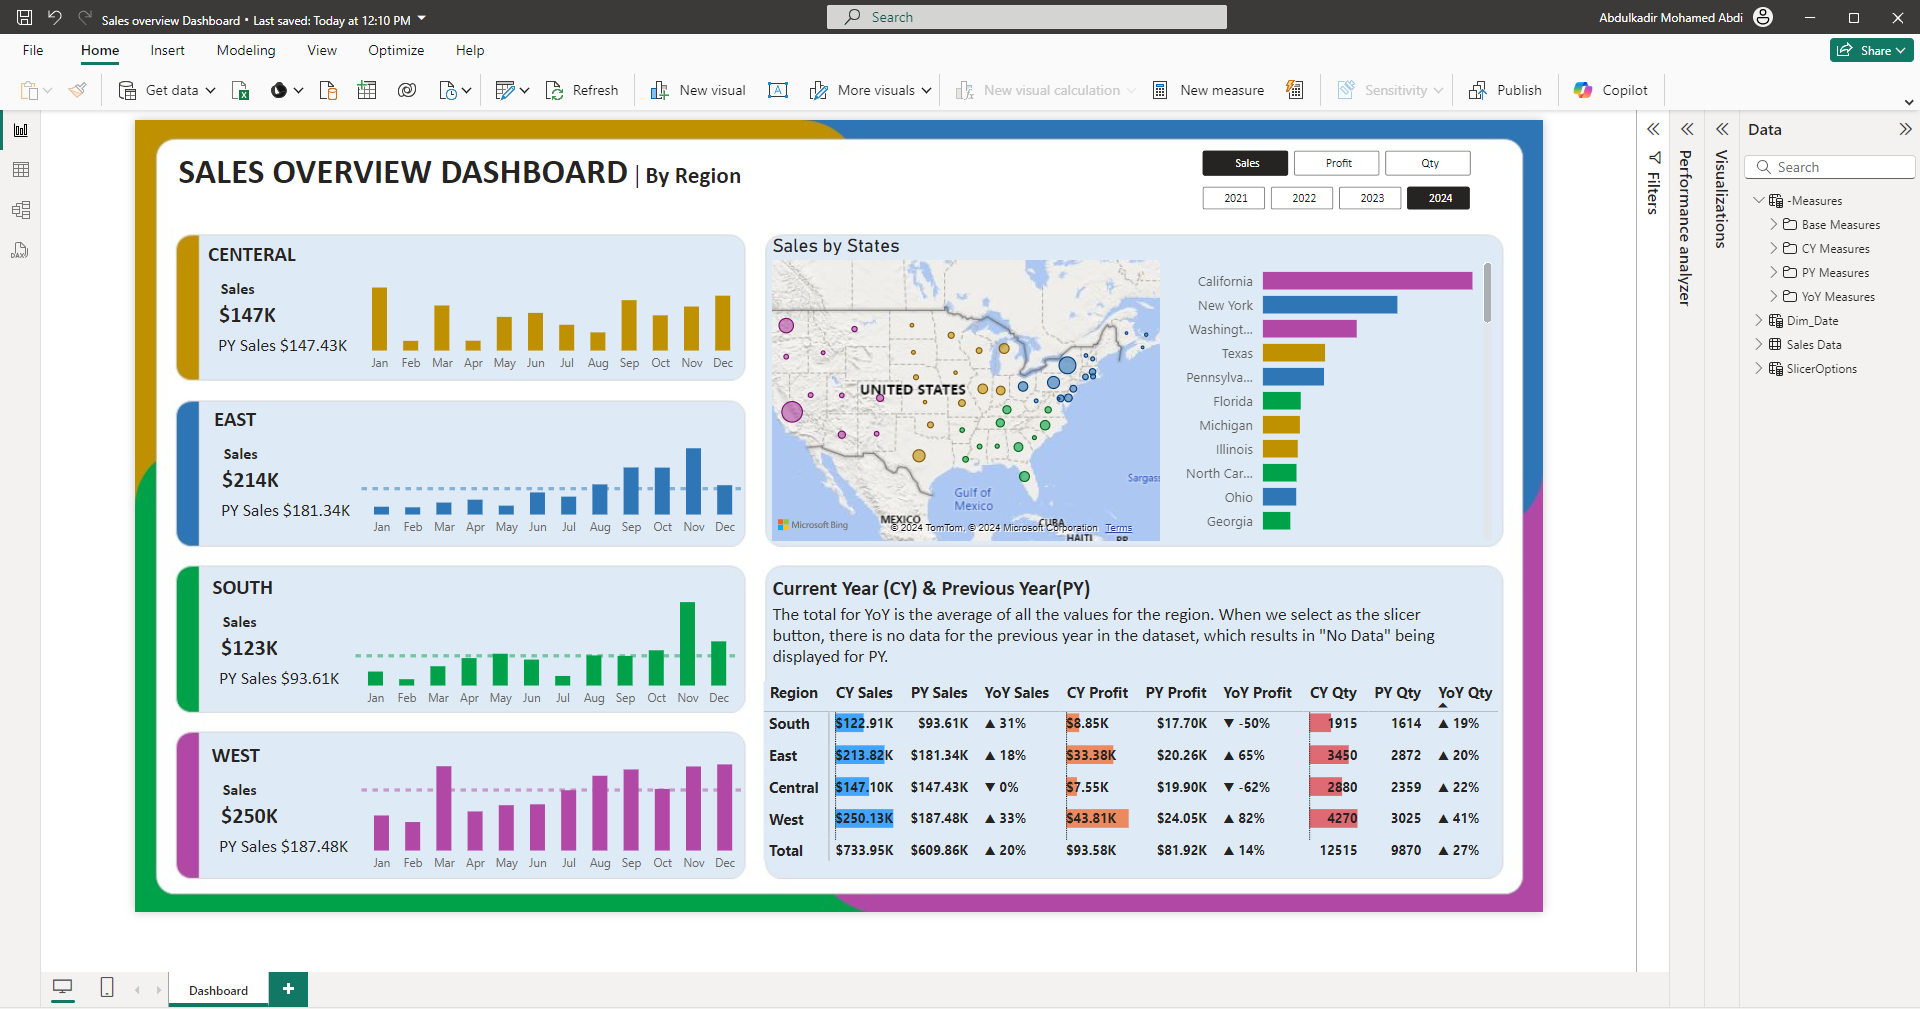 Sales overview Dashboard • Last saved: Today at 12:10 PM
Search
Abdulkadir Mohamed Abdi
File Home Insert Modeling View Optimize Help
Share
Get data
Refresh
New visual
More visuals
New visual calculation
New measure
Sensitivity
Publish
Copilot
SALES OVERVIEW DASHBOARD | By Region
Sales Profit Qty
2021 2022 2023 2024
CENTERAL
Sales
$147K
PY Sales $147.43K
Jan Feb Mar Apr May Jun Jul Aug Sep Oct Nov Dec
EAST
Sales
$214K
PY Sales $181.34K
Jan Feb Mar Apr May Jun Jul Aug Sep Oct Nov Dec
SOUTH
Sales
$123K
PY Sales $93.61K
Jan Feb Mar Apr May Jun Jul Aug Sep Oct Nov Dec
WEST
Sales
$250K
PY Sales $187.48K
Jan Feb Mar Apr May Jun Jul Aug Sep Oct Nov Dec
Sales by States
UNITED STATES
Gulf of
Mexico
Sargas
MEXICO
CUBA
HAITI
PR
Microsoft Bing
© 2024 TomTom, © 2024 Microsoft Corporation Terms
California
New York
Washingt...
Texas
Pennsylva...
Florida
Michigan
Illinois
North Car...
Ohio
Georgia
Current Year (CY) & Previous Year(PY)
The total for YoY is the average of all the values for the region. When we select as the slicer
button, there is no data for the previous year in the dataset, which results in "No Data" being
displayed for PY.
Region CY Sales PY Sales YoY Sales CY Profit PY Profit YoY Profit CY Qty PY Qty YoY Qty
South $122.91K $93.61K ▲ 31% $8.85K $17.70K ▼ -50% 1915 1614 ▲ 19%
East $213.82K $181.34K ▲ 18% $33.38K $20.26K ▲ 65% 3450 2872 ▲ 20%
Central $147.10K $147.43K ▼ 0% $7.55K $19.90K ▼ -62% 2880 2359 ▲ 22%
West $250.13K $187.48K ▲ 33% $43.81K $24.05K ▲ 82% 4270 3025 ▲ 41%
Total $733.95K $609.86K ▲ 20% $93.58K $81.92K ▲ 14% 12515 9870 ▲ 27%
Filters
Performance analyzer
Visualizations
Data
Search
-Measures
Base Measures
CY Measures
PY Measures
YoY Measures
Dim_Date
Sales Data
SlicerOptions
Dashboard